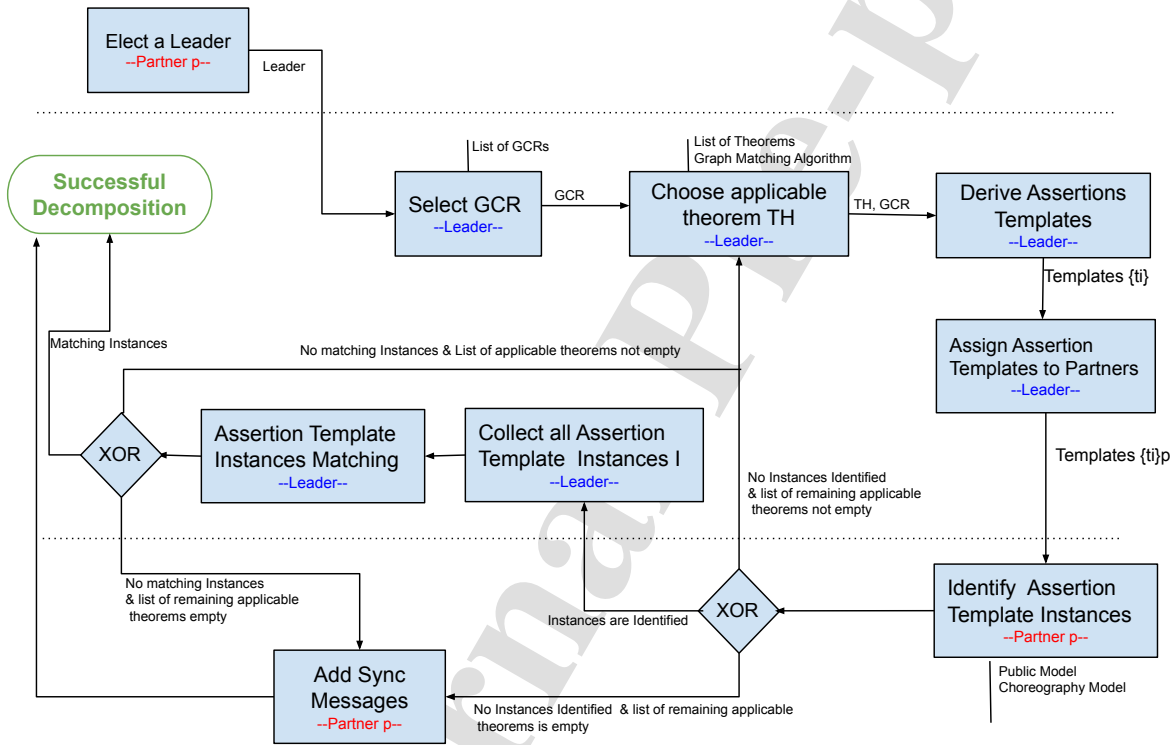 Elect a Leader
--Partner p--
Leader
List of GCRs
List of Theorems
Graph Matching Algorithm
Successful
Decomposition
Select GCR
--Leader--
GCR
Choose applicable
theorem TH
--Leader--
TH, GCR
Derive Assertions
Templates
--Leader--
Templates {ti}
Matching Instances
No matching Instances & List of applicable theorems not empty
Assign Assertion
Templates to Partners
--Leader--
XOR
Assertion Template
Instances Matching
--Leader--
Collect all Assertion
Template Instances I
--Leader--
Templates {ti}p
No Instances Identified
& list of remaining applicable
theorems not empty
No matching Instances
& list of remaining applicable
theorems empty
Instances are Identified
XOR
Identify Assertion
Template Instances
--Partner p--
Public Model
Choreography Model
Add Sync
Messages
--Partner p--
No Instances Identified & list of remaining applicable
theorems is empty